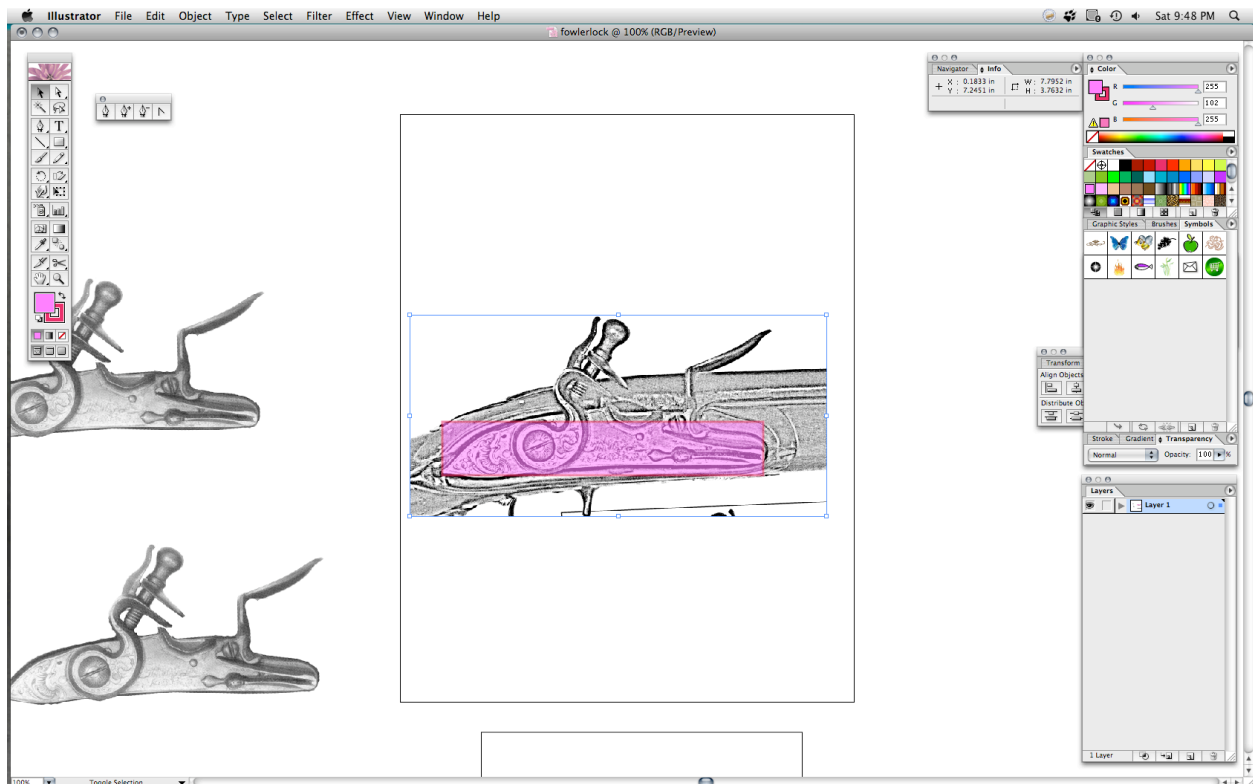 Illustrator File Edit Object Type Select Filter Effect View Window Help
Sat 9:48 PM
fowlerlock @ 100% (RGB/Preview)
Navigator Info
X : 0.1833 in
Y : 7.2451 in
W : 7.7952 in
H : 3.7632 in
Color
R 255
G 102
B 255
Swatches
Graphic Styles Brushes Symbols
Transform
Align Objects
Distribute Ob
Stroke Gradient Transparency
Normal Opacity: 100 %
Layers
Layer 1
1 Layer
100% Toggle Selection